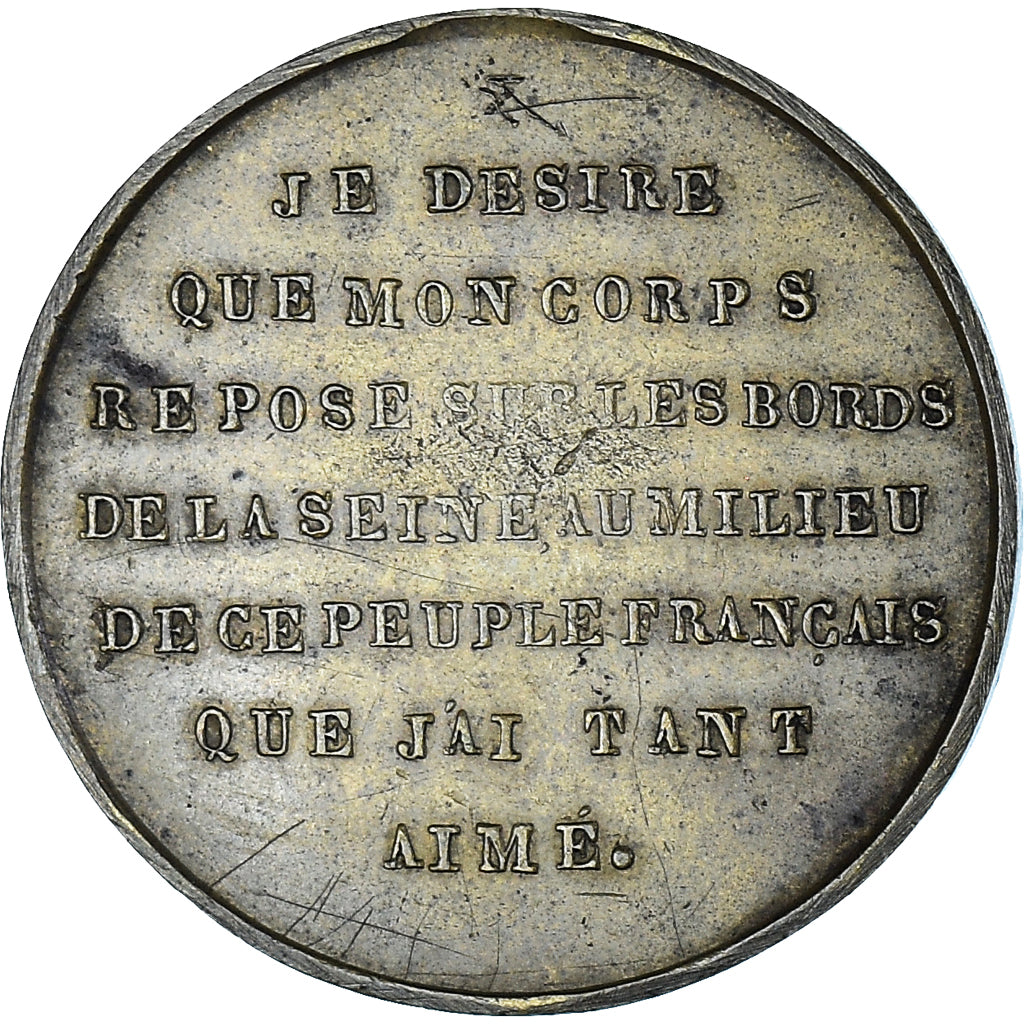 JE DESIRE
QUE MON CORPS
REPOSE SUR LES BORDS
DE LA SEINE, AU MILIEU
DE CE PEUPLE FRANÇAIS
QUE J'AI TANT
AIMÉ.